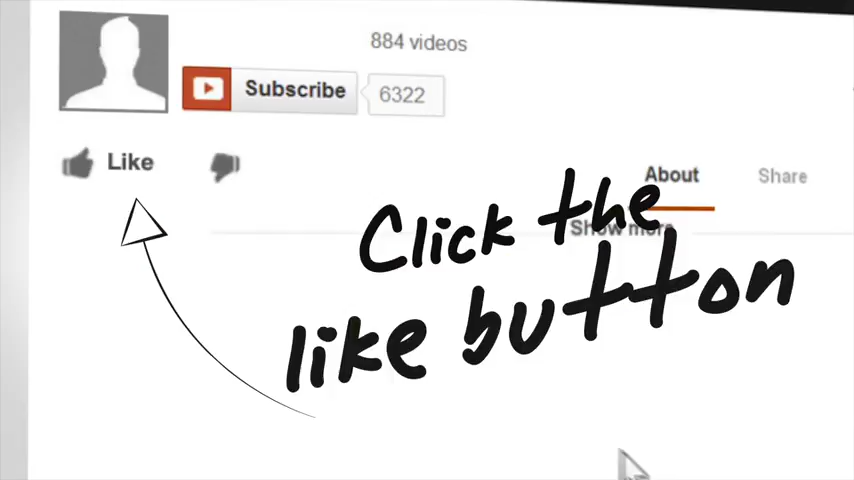 884 videos
Subscribe 6322
Like
About Share
Show more
Click the
like button